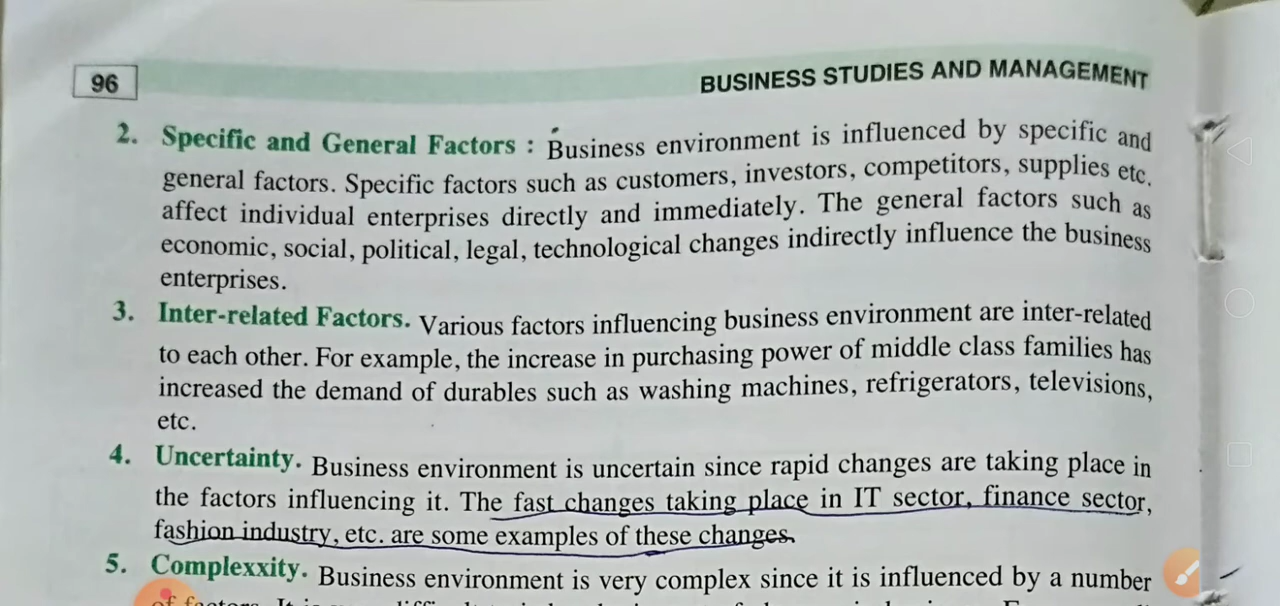 96
BUSINESS STUDIES AND MANAGEMENT
2. Specific and General Factors : Business environment is influenced by specific and
general factors. Specific factors such as customers, investors, competitors, supplies etc.
affect individual enterprises directly and immediately. The general factors such as
economic, social, political, legal, technological changes indirectly influence the business
enterprises.
3. Inter-related Factors. Various factors influencing business environment are inter-related
to each other. For example, the increase in purchasing power of middle class families has
increased the demand of durables such as washing machines, refrigerators, televisions,
etc.
4. Uncertainty. Business environment is uncertain since rapid changes are taking place in
the factors influencing it. The fast changes taking place in IT sector, finance sector,
fashion industry, etc. are some examples of these changes.
5. Complexxity. Business environment is very complex since it is influenced by a number
of factors. It is